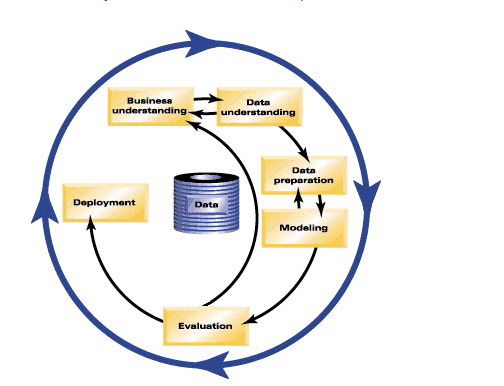 Business
understanding
Data
understanding
Data
preparation
Modeling
Data
Deployment
Evaluation